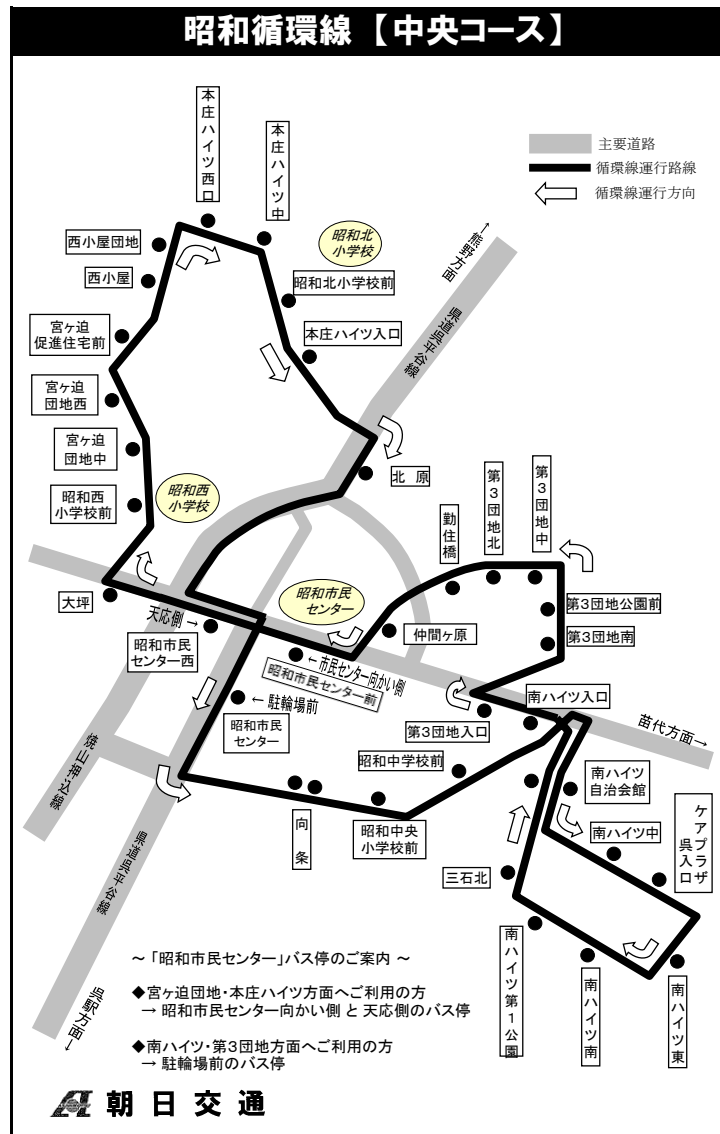 昭和循環線【中央コース】
主要道路
循環線運行路線
循環線運行方向
本庄ハイツ西口
本庄ハイツ中
昭和北
小学校
←熊野方面
県道呉平谷線
西小屋団地
西小屋
昭和北小学校前
宮ヶ迫
促進住宅前
本庄ハイツ入口
宮ヶ迫
団地西
宮ヶ迫
団地中
北原
昭和西
小学校前
昭和西
小学校
勤住橋
第3団地北
第3団地中
大坪
天応側→
昭和市民
センター西
昭和市民
センター
仲間ヶ原
第3団地公園前
第3団地南
←市民センター向かい側
昭和市民センター前
←駐輪場前
昭和市民
センター
第3団地入口
南ハイツ入口
苗代方面→
昭和中学校前
焼山押込線
県道呉平谷線
向条
昭和中央
小学校前
南ハイツ
自治会館
南ハイツ中
ケアプラザ
呉入口
三石北
南ハイツ第1公園
南ハイツ南
南ハイツ東
呉駅方面→
～「昭和市民センター」バス停のご案内～
◆宮ヶ迫団地・本庄ハイツ方面へご利用の方
→ 昭和市民センター向かい側 と 天応側のバス停
◆南ハイツ・第3団地方面へご利用の方
→ 駐輪場前のバス停
朝日交通